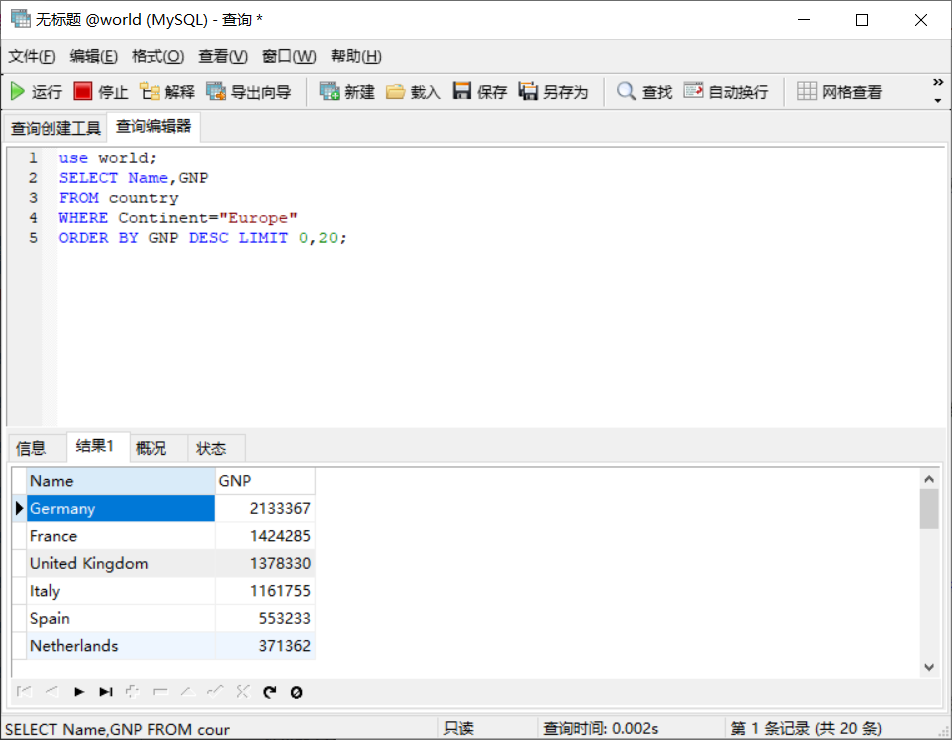 无标题 @world (MySQL) - 查询 *
文件(F) 编辑(E) 格式(O) 查看(V) 窗口(W) 帮助(H)
运行 停止 解释 导出向导 新建 载入 保存 另存为 查找 自动换行 网格查看 »
查询创建工具 查询编辑器
1 use world;
2 SELECT Name,GNP
3 FROM country
4 WHERE Continent="Europe"
5 ORDER BY GNP DESC LIMIT 0,20;
信息 结果1 概况 状态
Name GNP
Germany 2133367
France 1424285
United Kingdom 1378330
Italy 1161755
Spain 553233
Netherlands 371362
SELECT Name,GNP FROM cour 只读 查询时间: 0.002s 第 1 条记录 (共 20 条)